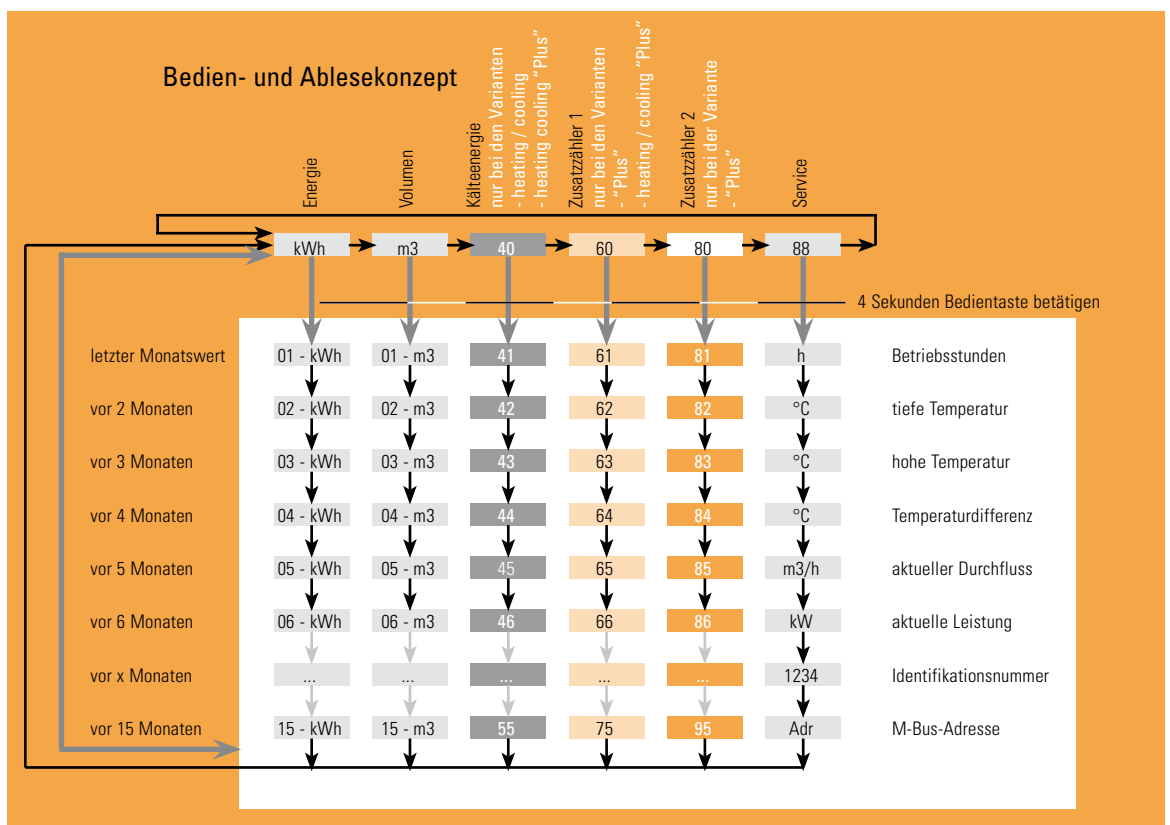 Bedien- und Ablesekonzept
Energie
Volumen
Kälteenergie
nur bei den Varianten
- heating / cooling
- heating cooling “Plus”
Zusatzzähler 1
nur bei den Varianten
- “Plus”
- heating / cooling “Plus”
Zusatzzähler 2
nur bei der Variante
- “Plus”
Service
kWh m3 40 60 80 88
4 Sekunden Bedientaste betätigen
letzter Monatswert 01 - kWh 01 - m3 41 61 81 h Betriebsstunden
vor 2 Monaten 02 - kWh 02 - m3 42 62 82 °C tiefe Temperatur
vor 3 Monaten 03 - kWh 03 - m3 43 63 83 °C hohe Temperatur
vor 4 Monaten 04 - kWh 04 - m3 44 64 84 °C Temperaturdifferenz
vor 5 Monaten 05 - kWh 05 - m3 45 65 85 m3/h aktueller Durchfluss
vor 6 Monaten 06 - kWh 06 - m3 46 66 86 kW aktuelle Leistung
vor x Monaten ... ... ... ... ... 1234 Identifikationsnummer
vor 15 Monaten 15 - kWh 15 - m3 55 75 95 Adr M-Bus-Adresse